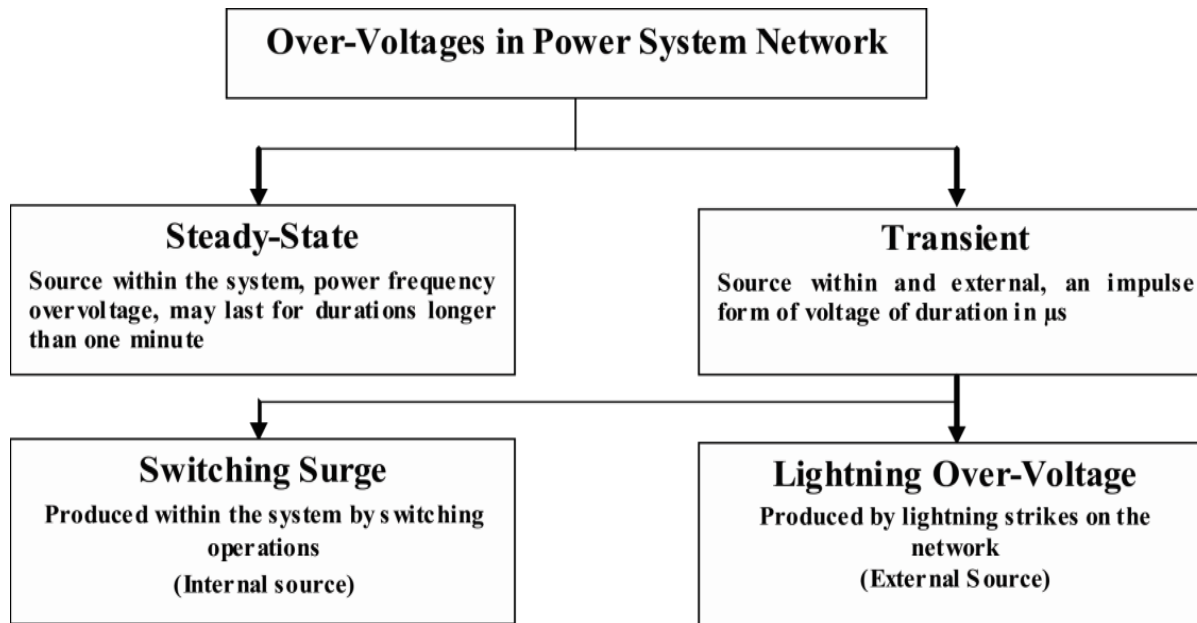 Over-Voltages in Power System Network
Steady-State
Source within the system, power frequency
overvoltage, may last for durations longer
than one minute
Transient
Source within and external, an impulse
form of voltage of duration in µs
Switching Surge
Produced within the system by switching
operations
(Internal source)
Lightning Over-Voltage
Produced by lightning strikes on the
network
(External Source)